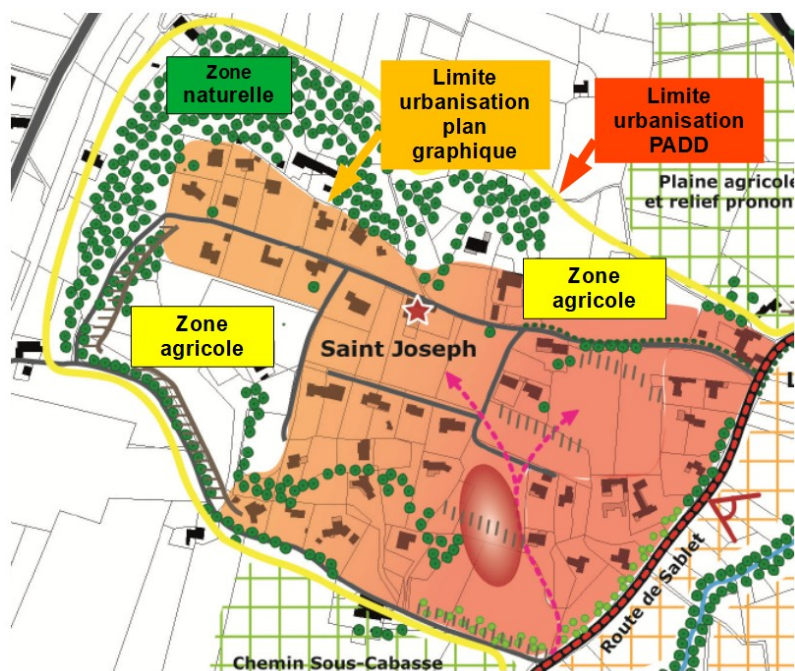 Zone
naturelle
Limite
urbanisation
plan
graphique
Limite
urbanisation
PADD
Plaine agricole
et relief pronon
Zone
agricole
Zone
agricole
Saint Joseph
L
Route de Sablet
Chemin Sous-Cabasse